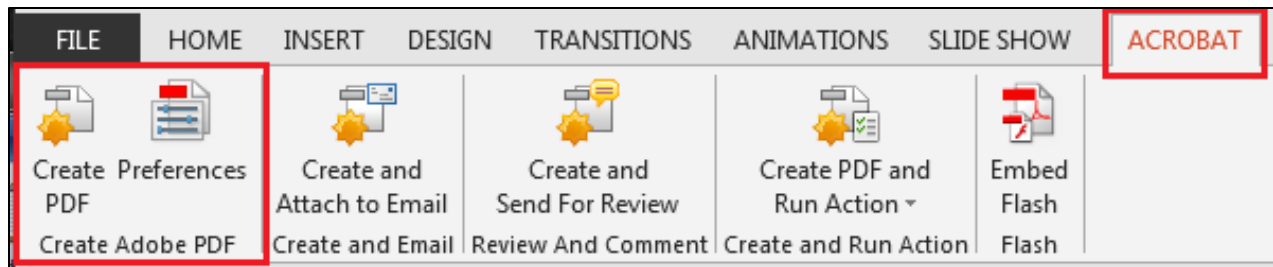 FILE HOME INSERT DESIGN TRANSITIONS ANIMATIONS SLIDE SHOW ACROBAT
Create Preferences Create and Create and Create PDF and Embed
PDF Attach to Email Send For Review Run Action Flash
Create Adobe PDF Create and Email Review And Comment Create and Run Action Flash